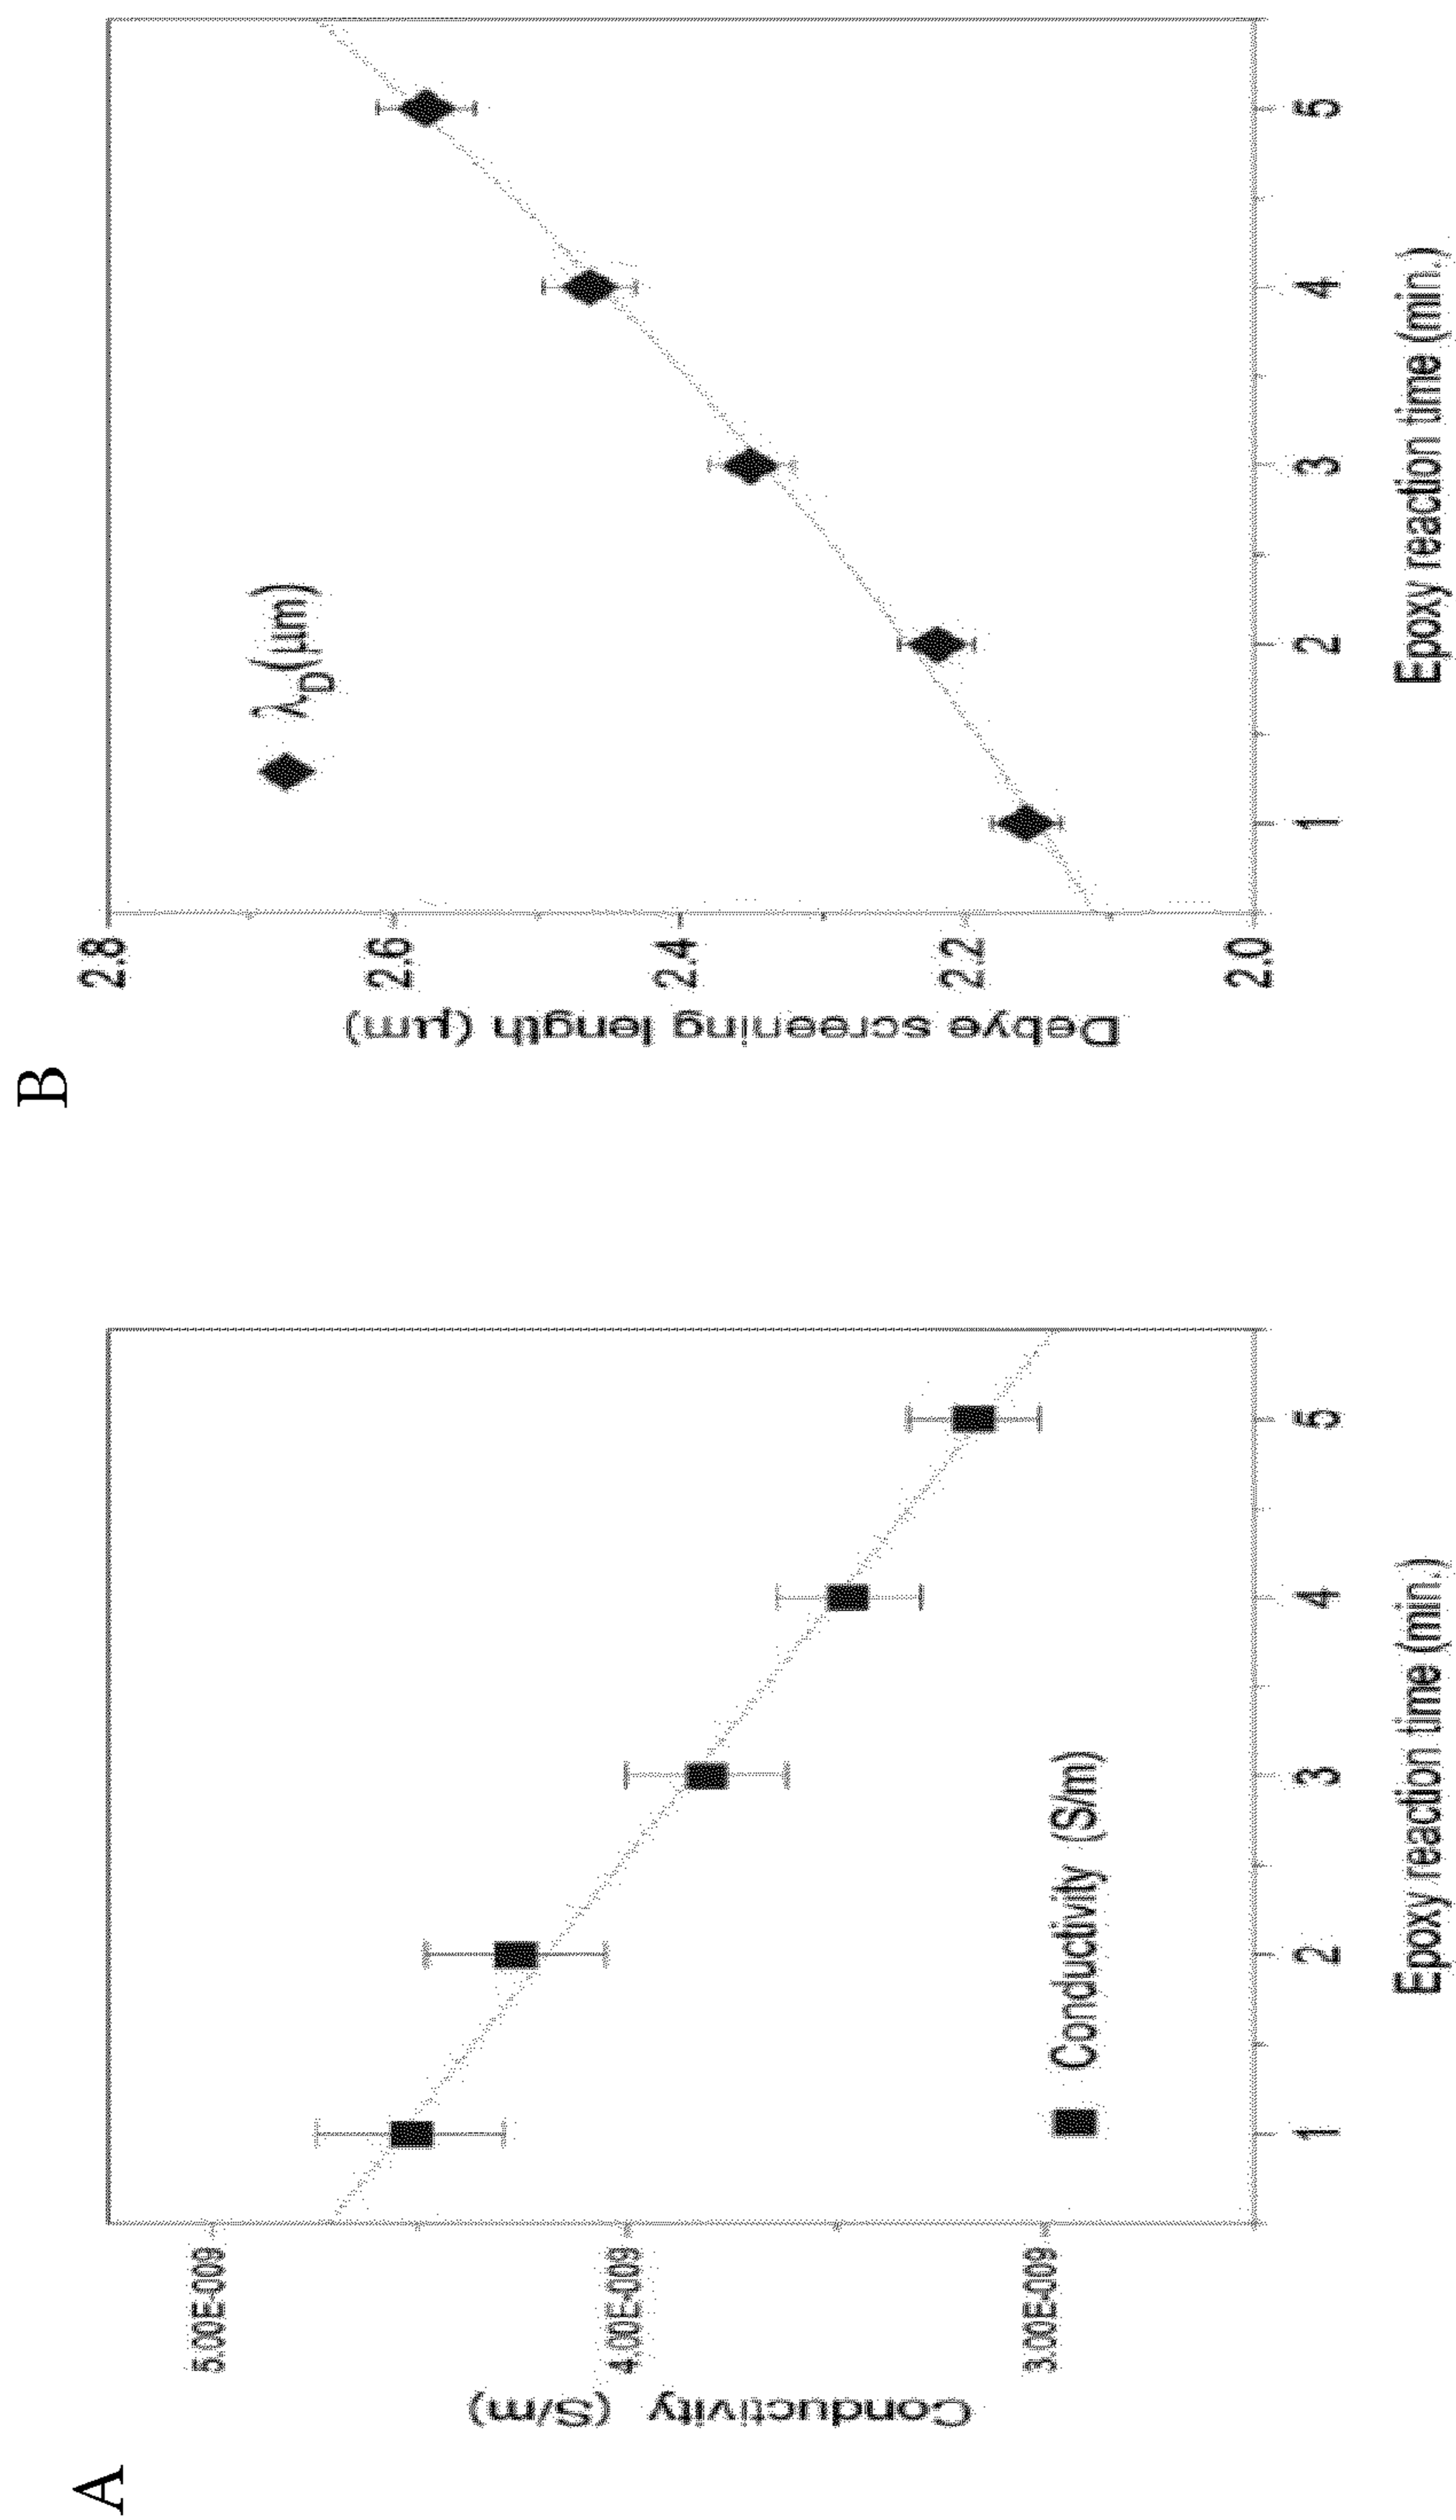 A
Conductivity (S/m)
5.00E-009
4.00E-009
3.00E-009
Conductivity (S/m)
1 2 3 4 5
Epoxy reaction time (min.)
B
Debye screening length (μm)
2.8
2.6
2.4
2.2
2.0
λD(μm)
1 2 3 4 5
Epoxy reaction time (min.)